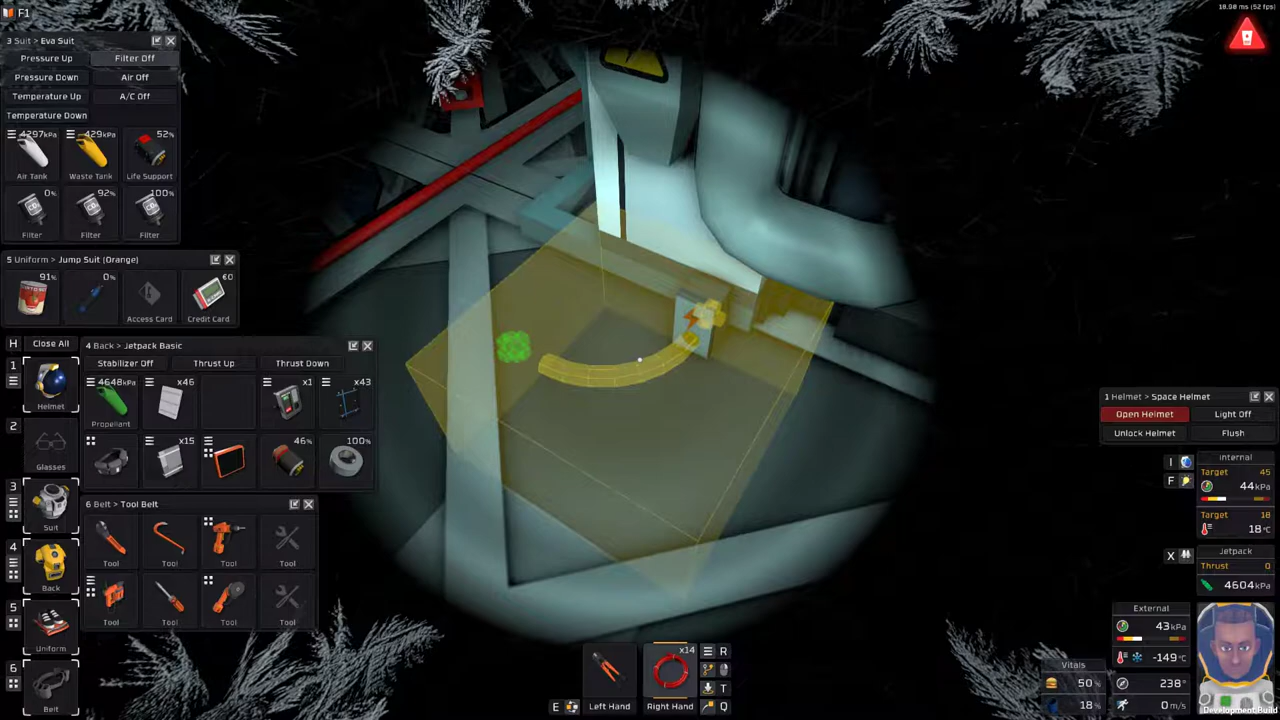 F1
18.98 ms (52 fps)
3 Suit > Eva Suit
Pressure Up
Filter Off
Pressure Down
Air Off
Temperature Up
A/C Off
Temperature Down
4297kPa
429kPa
52%
Air Tank
Waste Tank
Life Support
0%
92%
100%
Filter
Filter
Filter
5 Uniform > Jump Suit (Orange)
91%
0%
€0
Access Card
Credit Card
H
Close All
4 Back > Jetpack Basic
1
Helmet
Stabilizer Off
Thrust Up
Thrust Down
4648kPa
x46
x1
x43
Propellant
2
Glasses
x15
46%
100%
3
Suit
6 Belt > Tool Belt
Tool
Tool
Tool
Tool
4
Back
Tool
Tool
Tool
Tool
5
Uniform
6
Belt
1 Helmet > Space Helmet
Open Helmet
Light Off
Unlock Helmet
Flush
I
F
Internal
Target 45
44kPa
Target 18
18°C
X
Jetpack
Thrust 0
4604kPa
External
43kPa
-149°C
Vitals
50%
238°
18%
0m/s
Development Build
x14
R
T
E
Left Hand
Right Hand
Q